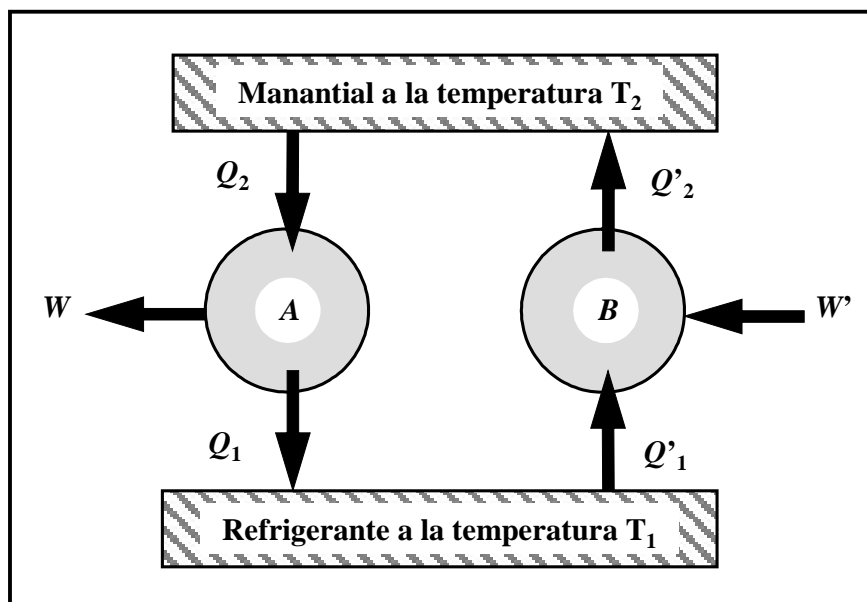 Manantial a la temperatura T₂
Q₂
Q’₂
W
A
B
W’
Q₁
Q’₁
Refrigerante a la temperatura T₁